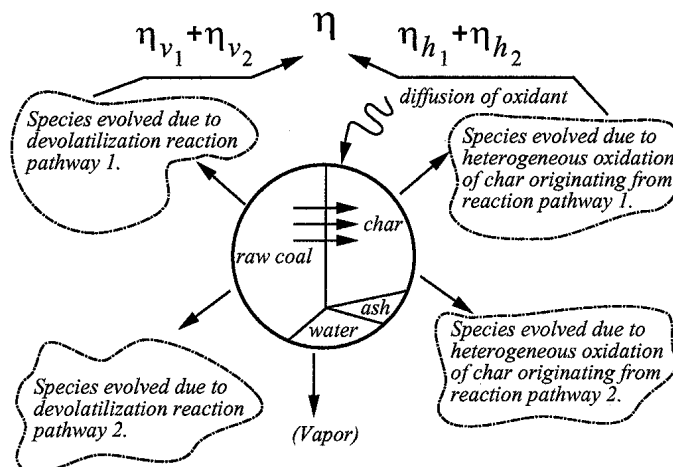 η_{v_1}+η_{v_2}
η
η_{h_1}+η_{h_2}
diffusion of oxidant
Species evolved due to
devolatilization reaction
pathway 1.
Species evolved due to
heterogeneous oxidation
of char originating from
reaction pathway 1.
raw coal
char
ash
water
Species evolved due to
devolatilization reaction
pathway 2.
(Vapor)
Species evolved due to
heterogeneous oxidation
of char originating from
reaction pathway 2.